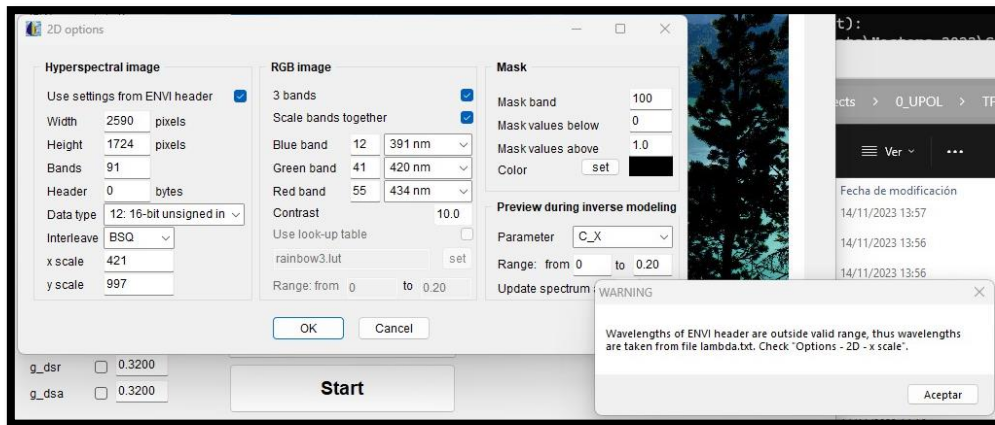 2D options
Hyperspectral image
Use settings from ENVI header
Width 2590 pixels
Height 1724 pixels
Bands 91
Header 0 bytes
Data type 12: 16-bit unsigned in
Interleave BSQ
x scale 421
y scale 997
RGB image
3 bands
Scale bands together
Blue band 12 391 nm
Green band 41 420 nm
Red band 55 434 nm
Contrast 10.0
Use look-up table
rainbow3.lut set
Range: from 0 to 0.20
Mask
Mask band 100
Mask values below 0
Mask values above 1.0
Color set
Preview during inverse modeling
Parameter C_X
Range: from 0 to 0.20
Update spectrum
OK Cancel
g_dsr 0.3200
g_dsa 0.3200
Start
t):
ects > 0_UPOL > TF
Ver ...
Fecha de modificación
14/11/2023 13:57
14/11/2023 13:56
14/11/2023 13:56
WARNING
Wavelengths of ENVI header are outside valid range, thus wavelengths
are taken from file lambda.txt. Check "Options - 2D - x scale".
Aceptar